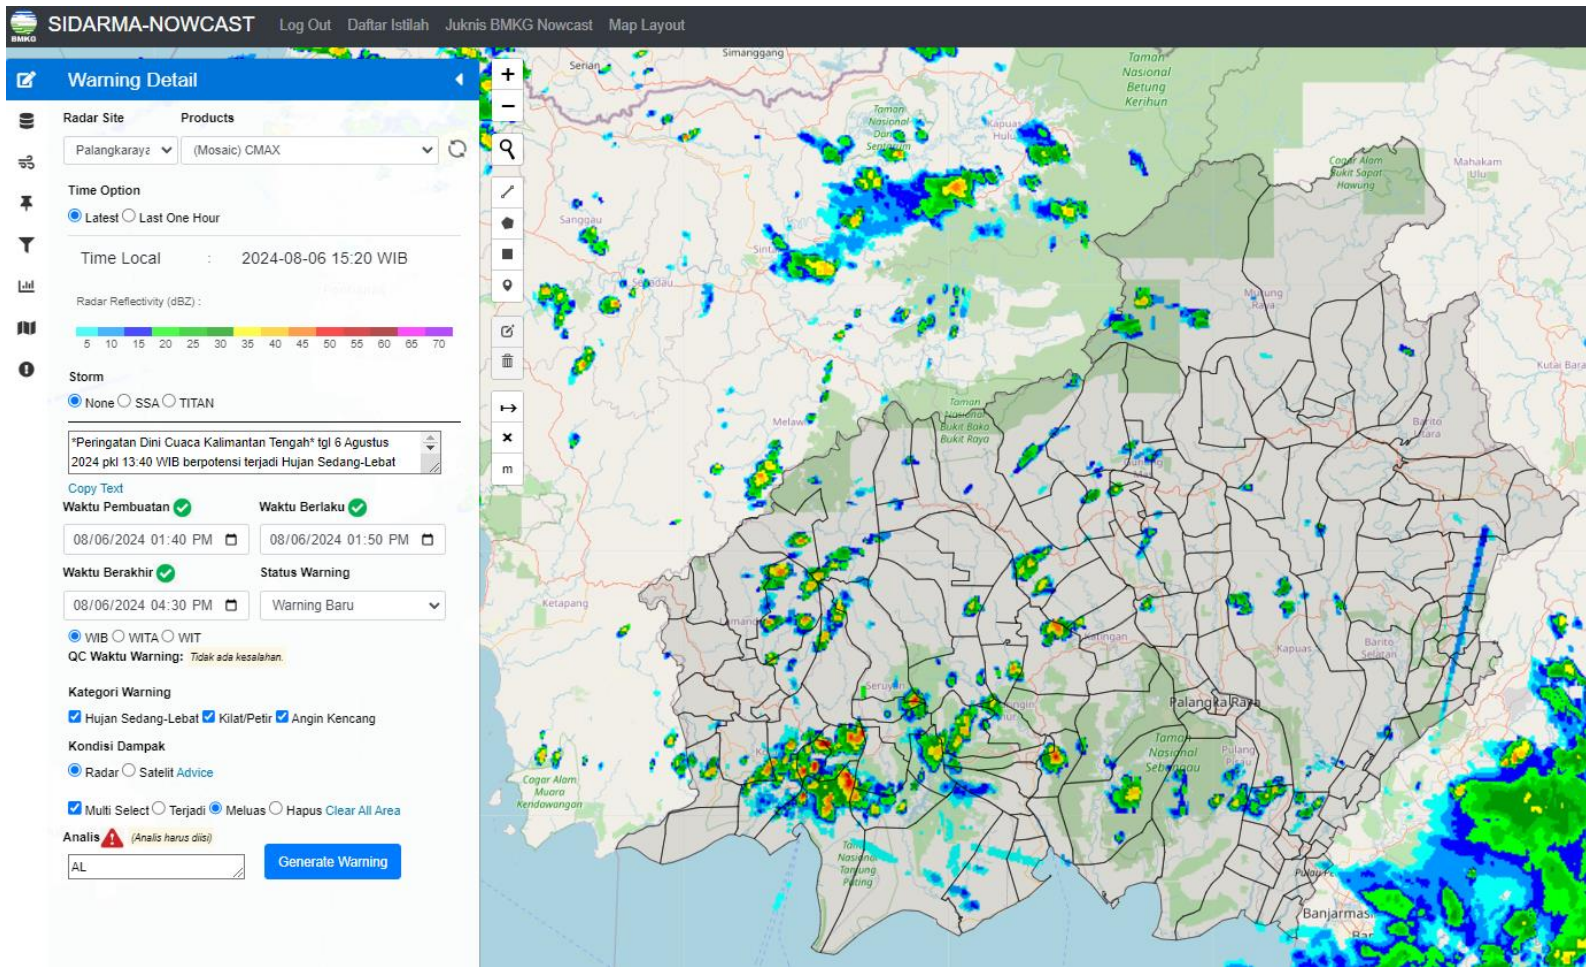 BMKG
SIDARMA-NOWCAST Log Out Daftar Istilah Juknis BMKG Nowcast Map Layout
Warning Detail
Radar Site Products
Palangkaraya (Mosaic) CMAX
Time Option
Latest Last One Hour
Time Local : 2024-08-06 15:20 WIB
Radar Reflectivity (dBZ) :
5 10 15 20 25 30 35 40 45 50 55 60 65 70
Storm
None SSA TITAN
*Peringatan Dini Cuaca Kalimantan Tengah* tgl 6 Agustus
2024 pkl 13:40 WIB berpotensi terjadi Hujan Sedang-Lebat
Copy Text
Waktu Pembuatan Waktu Berlaku
08/06/2024 01:40 PM 08/06/2024 01:50 PM
Waktu Berakhir Status Warning
08/06/2024 04:30 PM Warning Baru
WIB WITA WIT
QC Waktu Warning: Tidak ada kesalahan.
Kategori Warning
Hujan Sedang-Lebat Kilat/Petir Angin Kencang
Kondisi Dampak
Radar Satelit Advice
Multi Select Terjadi Meluas Hapus Clear All Area
Analis (Analis harus diisi)
AL
Generate Warning
+
−
m
Simanggang
Serian
Taman
Nasional
Betung
Kerihun
Taman
Nasional
Sentarum
Kapuas
Hulu
Cagar Alam
Bukit Sapat
Hawung
Mahakam
Ulu
Sanggau
Murung
Raya
Kutai Bara
Melaw
Taman
Nasional
Bukit Baka
Bukit Raya
Barito
Utara
Ketapang
Katingan
Kapuas
Barito
Selatan
Seruyan
Palangka Raya
Taman
Nasional
Sebangau
Pulang
Pisau
Cagar Alam
Muara
Kendawangan
Nasional
Tanjung
Puting
Banjarmas